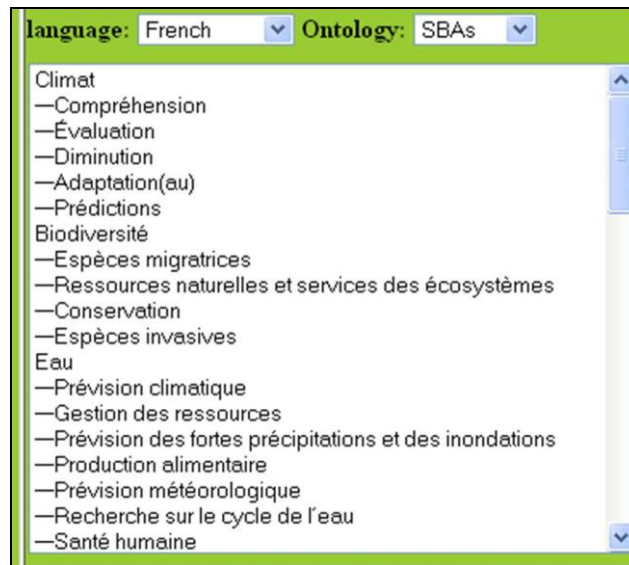 language: French Ontology: SBAs
Climat
—Compréhension
—Évaluation
—Diminution
—Adaptation(au)
—Prédictions
Biodiversité
—Espèces migratrices
—Ressources naturelles et services des écosystèmes
—Conservation
—Espèces invasives
Eau
—Prévision climatique
—Gestion des ressources
—Prévision des fortes précipitations et des inondations
—Production alimentaire
—Prévision météorologique
—Recherche sur le cycle de l´eau
—Santé humaine